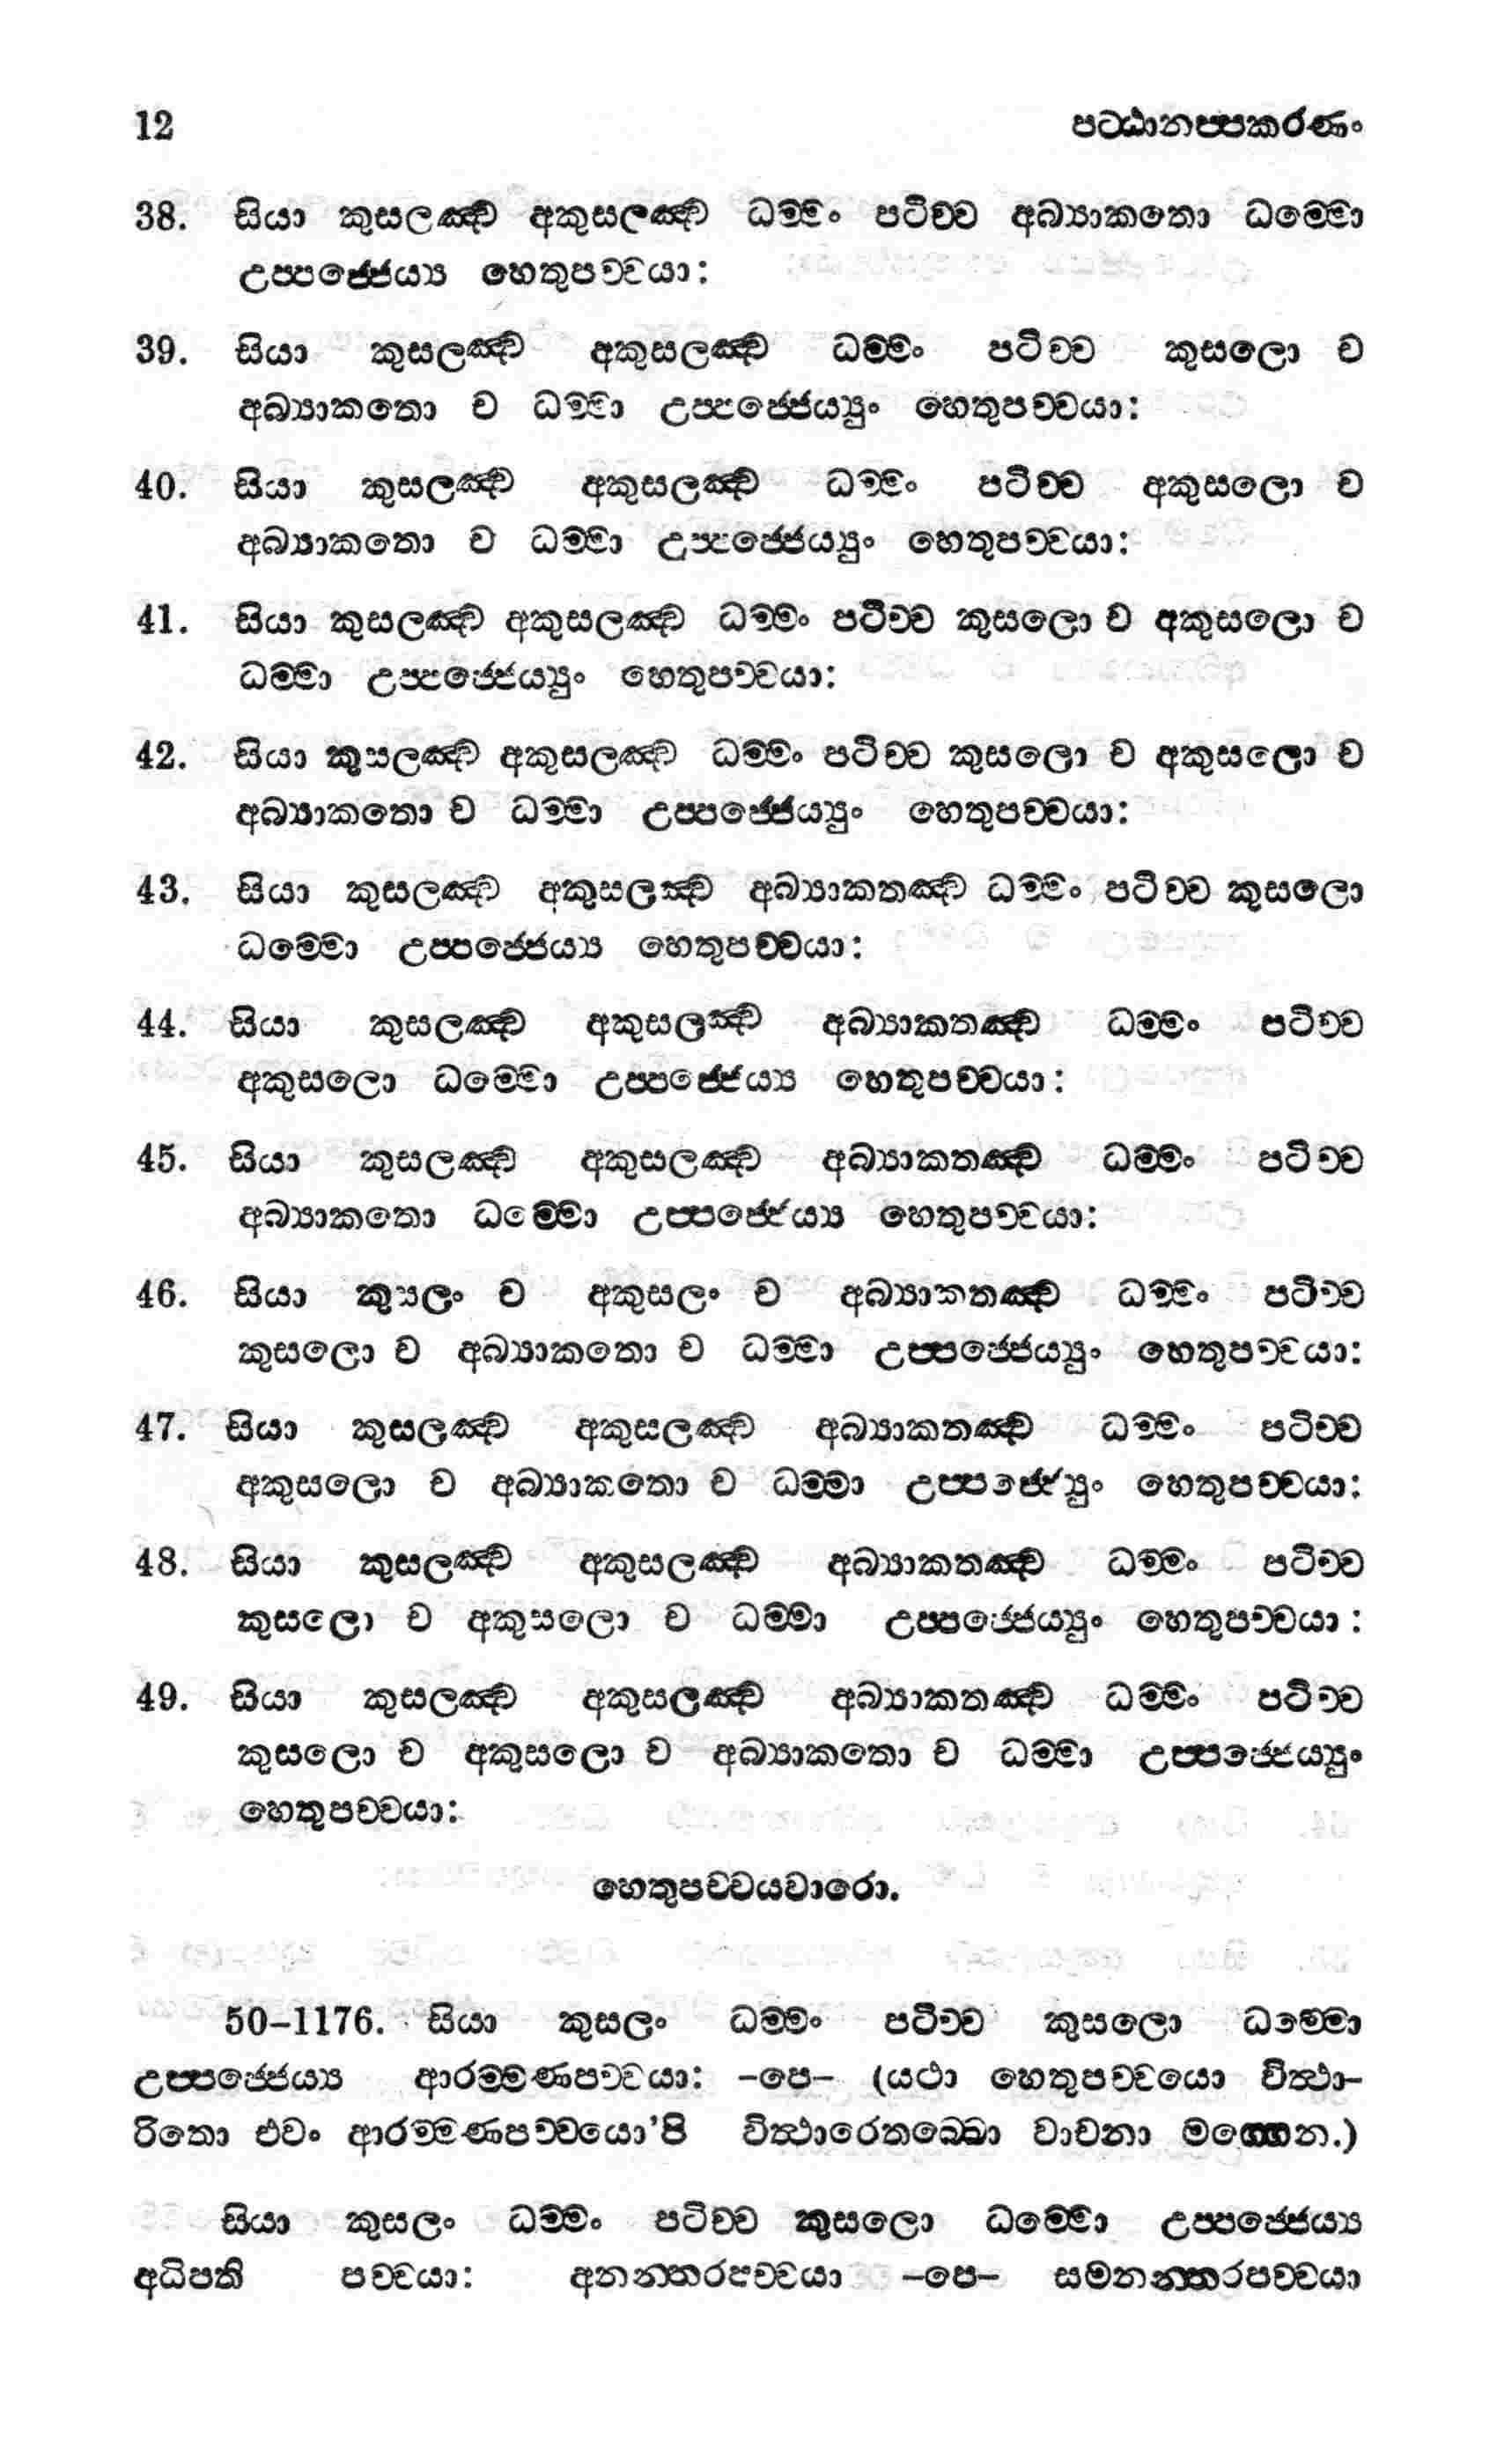 12 පට්ඨානප්පකරණං
38. සියා කුසලඤ්ච අකුසලඤ්ච ධම්මං පටිච්ච අබ්‍යාකතො ධම්මො
උප්පජ්ජෙය්‍ය හෙතුපච්චයා:
39. සියා කුසලඤ්ච අකුසලඤ්ච ධම්මං පටිච්ච කුසලො ච
අබ්‍යාකතො ච ධම්මා උප්පජ්ජෙය්‍යුං හෙතුපච්චයා:
40. සියා කුසලඤ්ච අකුසලඤ්ච ධම්මං පටිච්ච අකුසලො ච
අබ්‍යාකතො ච ධම්මා උප්පජ්ජෙය්‍යුං හෙතුපච්චයා:
41. සියා කුසලඤ්ච අකුසලඤ්ච ධම්මං පටිච්ච කුසලො ච අකුසලො ච
ධම්මා උප්පජ්ජෙය්‍යුං හෙතුපච්චයා:
42. සියා කුසලඤ්ච අකුසලඤ්ච ධම්මං පටිච්ච කුසලො ච අකුසලො ච
අබ්‍යාකතො ච ධම්මා උප්පජ්ජෙය්‍යුං හෙතුපච්චයා:
43. සියා කුසලඤ්ච අකුසලඤ්ච අබ්‍යාකතඤ්ච ධම්මං පටිච්ච කුසලො
ධම්මො උප්පජ්ජෙය්‍ය හෙතුපච්චයා:
44. සියා කුසලඤ්ච අකුසලඤ්ච අබ්‍යාකතඤ්ච ධම්මං පටිච්ච
අකුසලො ධම්මො උප්පජ්ජෙය්‍ය හෙතුපච්චයා:
45. සියා කුසලඤ්ච අකුසලඤ්ච අබ්‍යාකතඤ්ච ධම්මං පටිච්ච
අබ්‍යාකතො ධම්මො උප්පජ්ජෙය්‍ය හෙතුපච්චයා:
46. සියා කුසලං ච අකුසලං ච අබ්‍යාකතඤ්ච ධම්මං පටිච්ච
කුසලො ච අබ්‍යාකතො ච ධම්මා උප්පජ්ජෙය්‍යුං හෙතුපච්චයා:
47. සියා කුසලඤ්ච අකුසලඤ්ච අබ්‍යාකතඤ්ච ධම්මං පටිච්ච
අකුසලො ච අබ්‍යාකතො ච ධම්මා උප්පජ්ජෙය්‍යුං හෙතුපච්චයා:
48. සියා කුසලඤ්ච අකුසලඤ්ච අබ්‍යාකතඤ්ච ධම්මං පටිච්ච
කුසලො ච අකුසලො ච ධම්මා උප්පජ්ජෙය්‍යුං හෙතුපච්චයා :
49. සියා කුසලඤ්ච අකුසලඤ්ච අබ්‍යාකතඤ්ච ධම්මං පටිච්ච
කුසලො ච අකුසලො ච අබ්‍යාකතො ච ධම්මා උප්පජ්ජෙය්‍යුං
හෙතුපච්චයා:
හෙතුපච්චයවාරො.
50-1176. සියා කුසලං ධම්මං පටිච්ච කුසලො ධම්මො
උප්පජ්ජෙය්‍ය ආරම්මණපච්චයා: -පෙ- (යථා හෙතුපච්චයො විත්‍ථා-
රිතො එවං ආරම්මණපච්චයො'පි විත්‍ථාරෙතබ්බො වාචනා මග්ගෙන.)
සියා කුසලං ධම්මං පටිච්ච කුසලො ධම්මො උප්පජ්ජෙය්‍ය
අධිපති පච්චයා: අනන්තරපච්චයා -පෙ- සමනන්තරපච්චයා